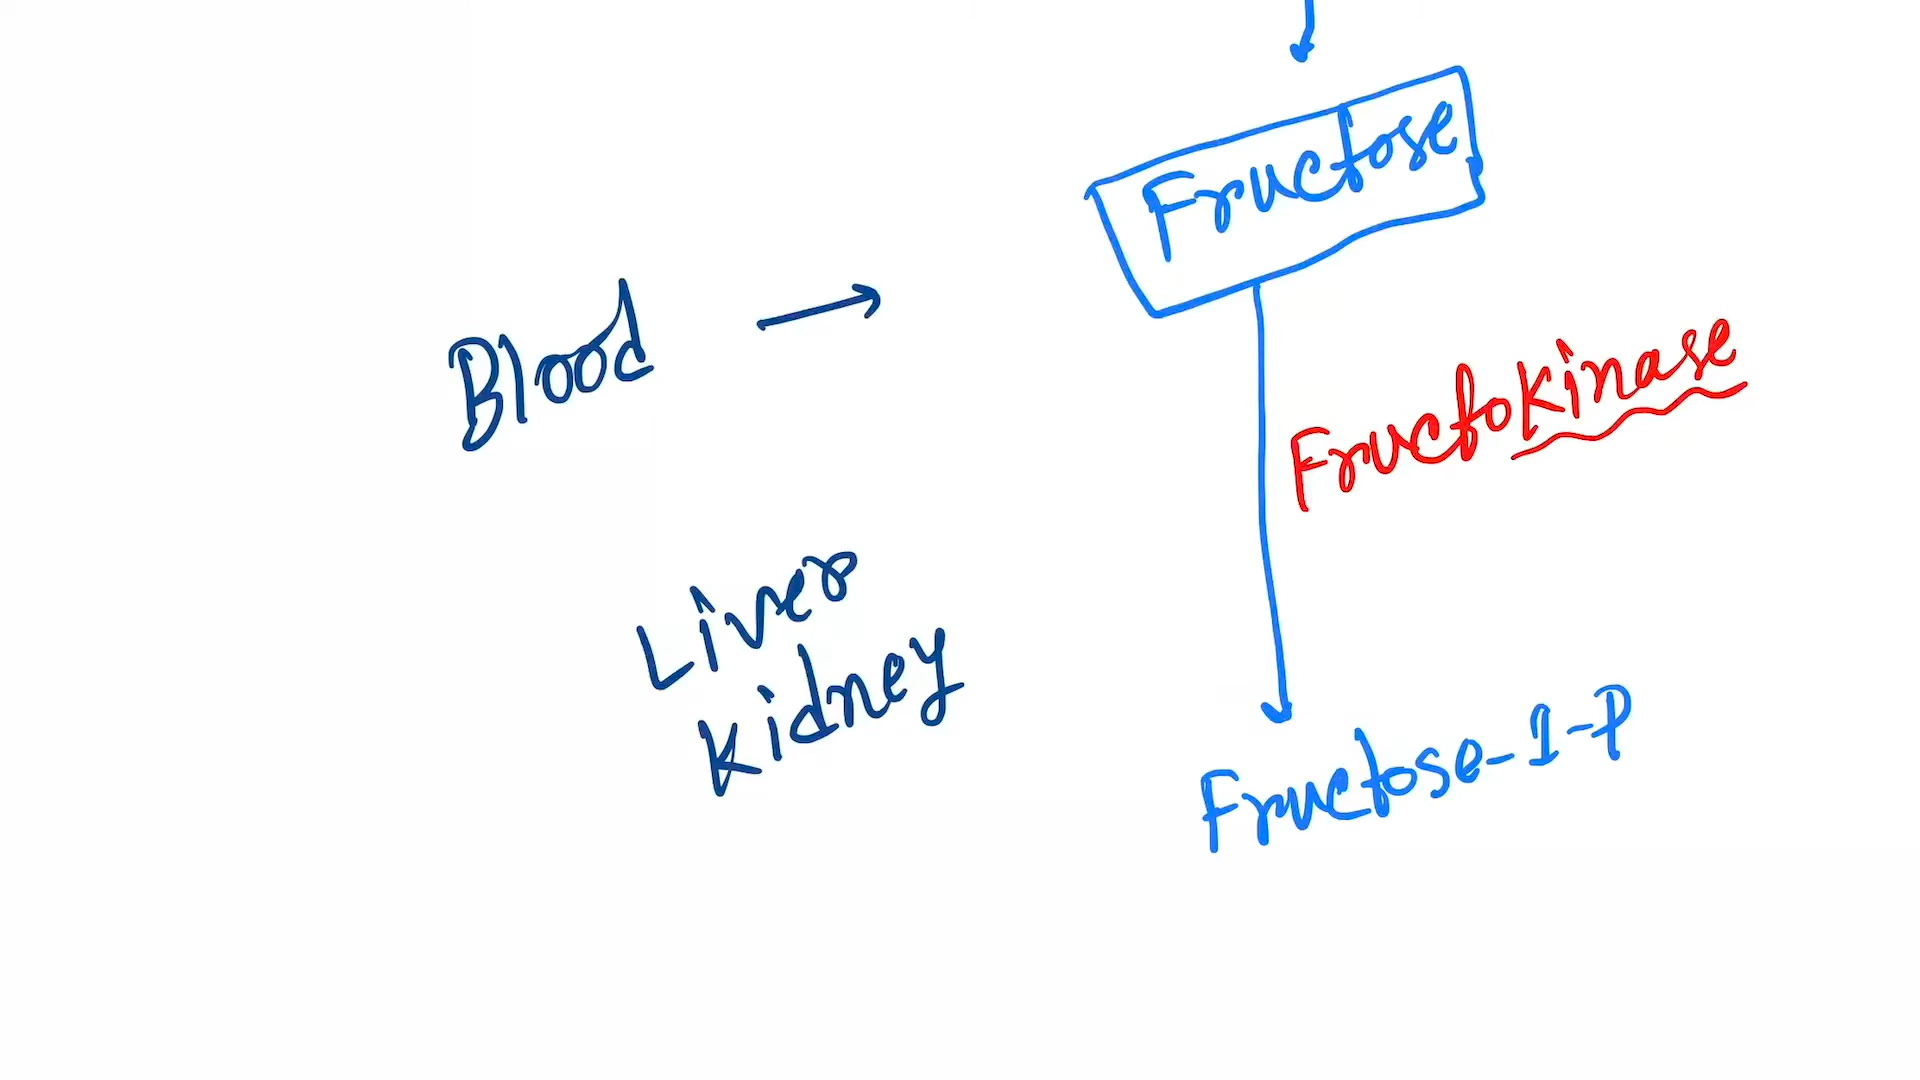 Fructose
Blood
Fructokinase
Liver
Kidney
Fructose-1-P